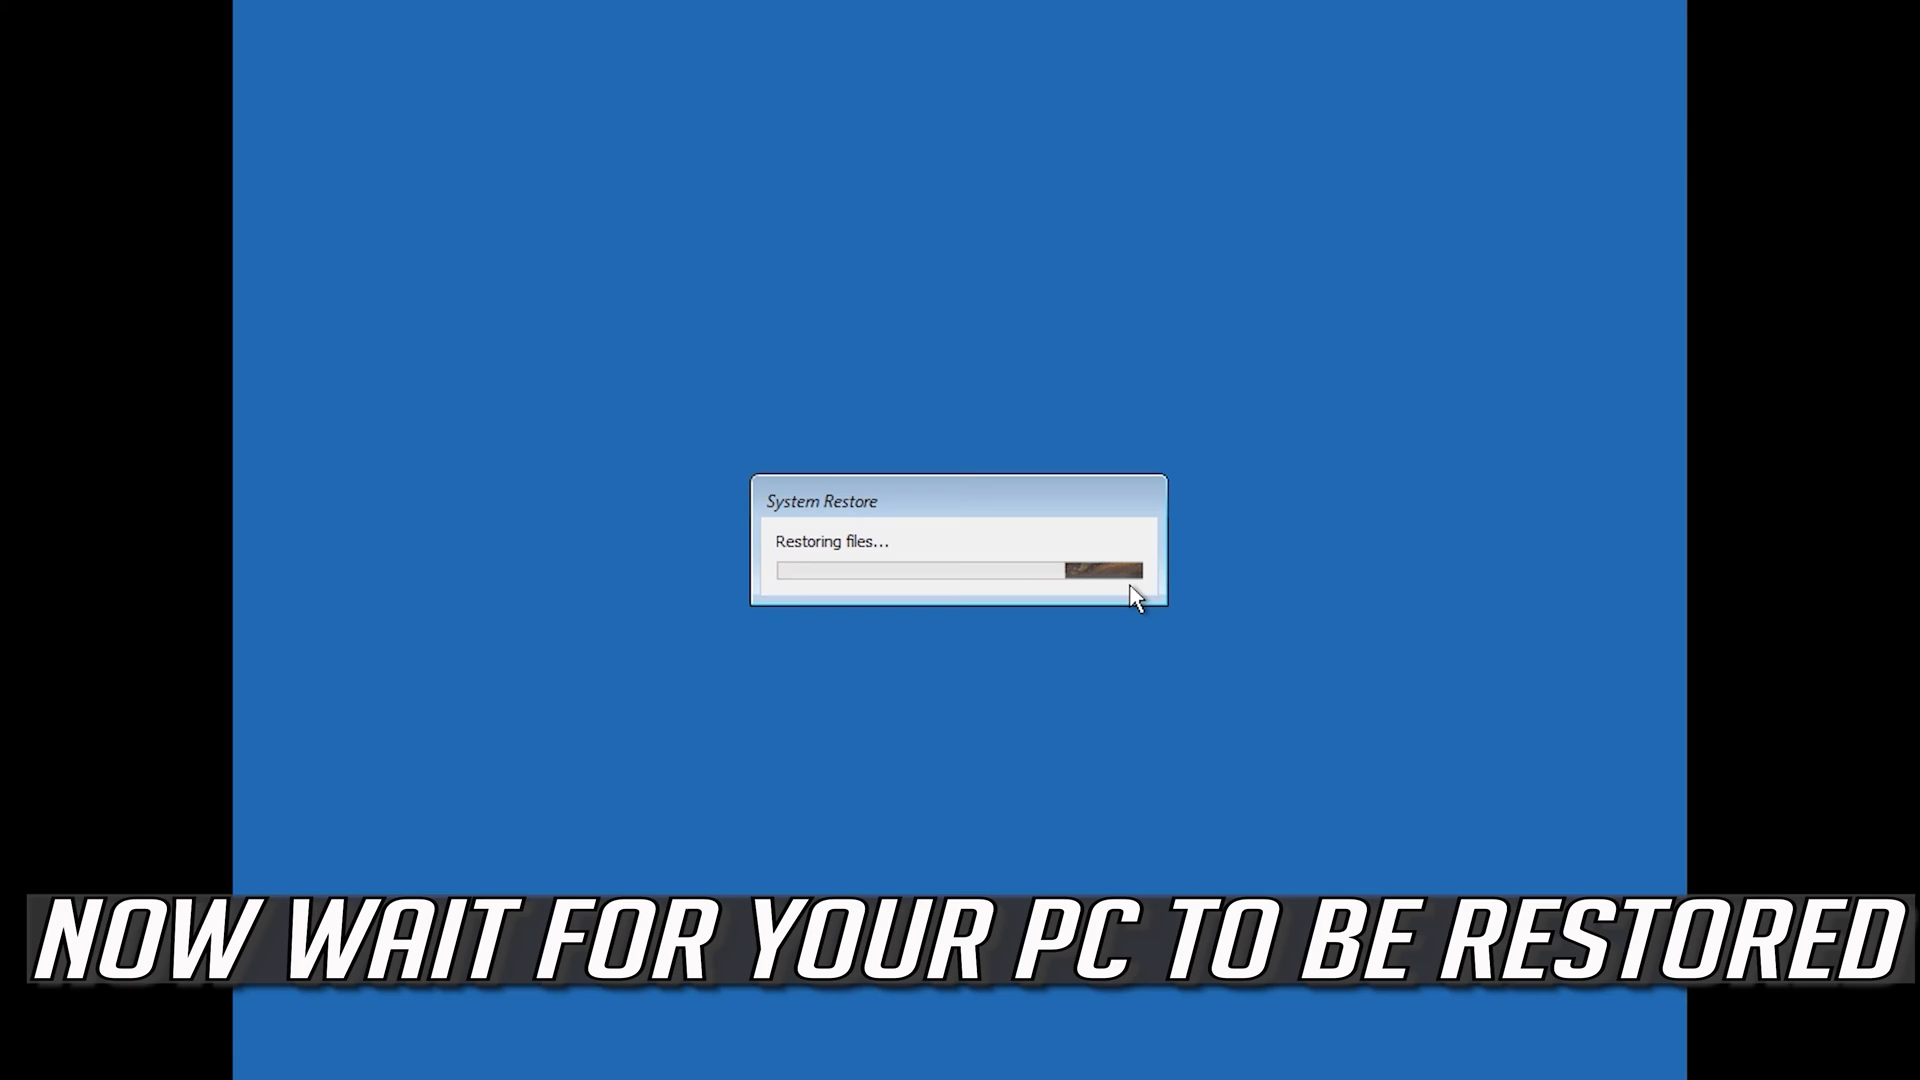 System Restore
Restoring files...
NOW WAIT FOR YOUR PC TO BE RESTORED